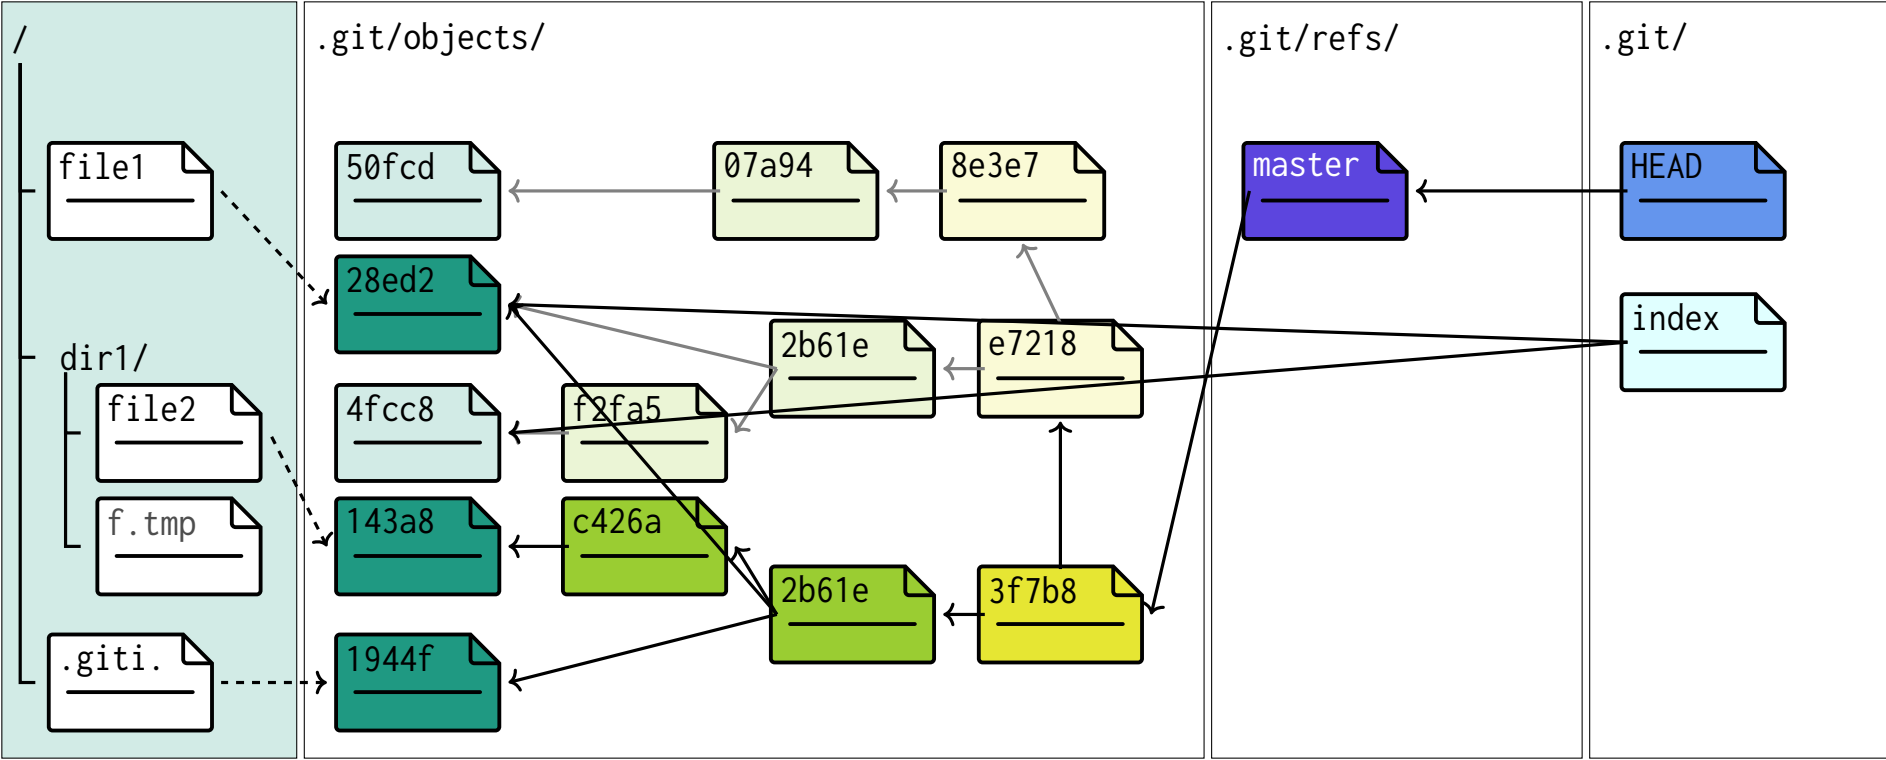 /
file1
dir1/
file2
f.tmp
.giti.
.git/objects/
50fcd
07a94
8e3e7
28ed2
2b61e
e7218
4fcc8
f2fa5
143a8
c426a
2b61e
3f7b8
1944f
.git/refs/
master
.git/
HEAD
index